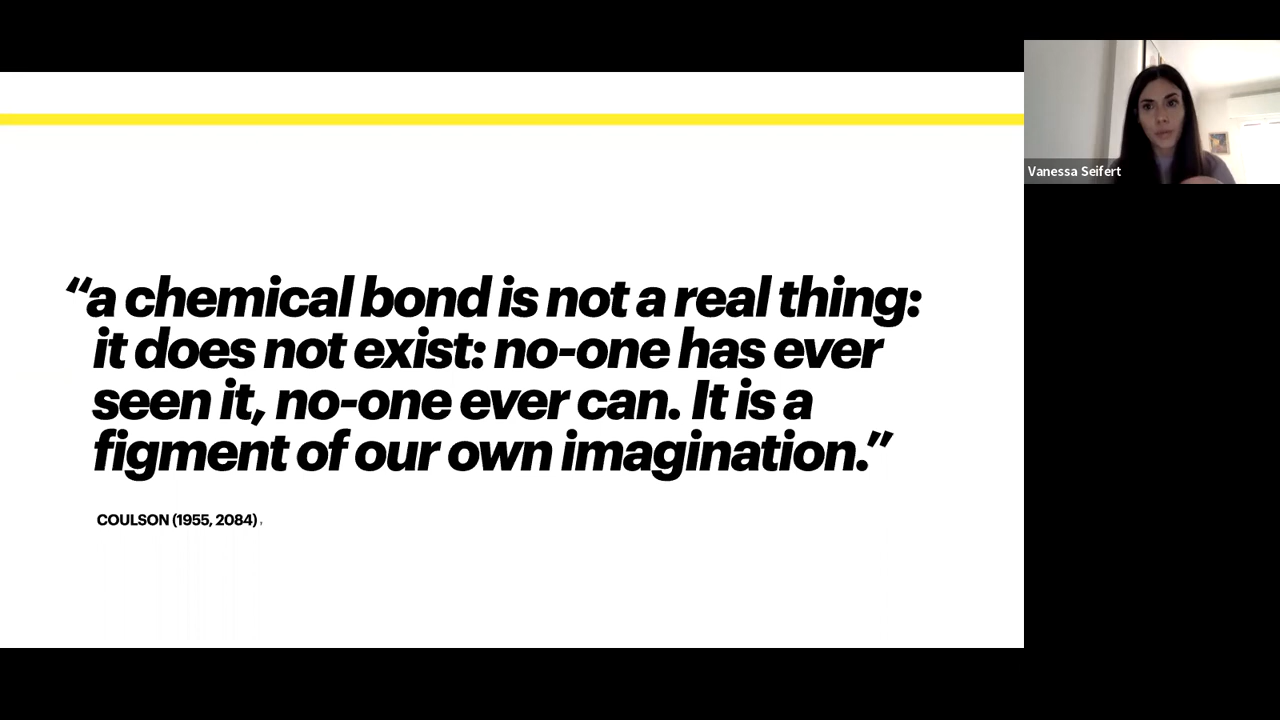 “a chemical bond is not a real thing:
it does not exist: no-one has ever
seen it, no-one ever can. It is a
figment of our own imagination.”
COULSON (1955, 2084)
Vanessa Seifert